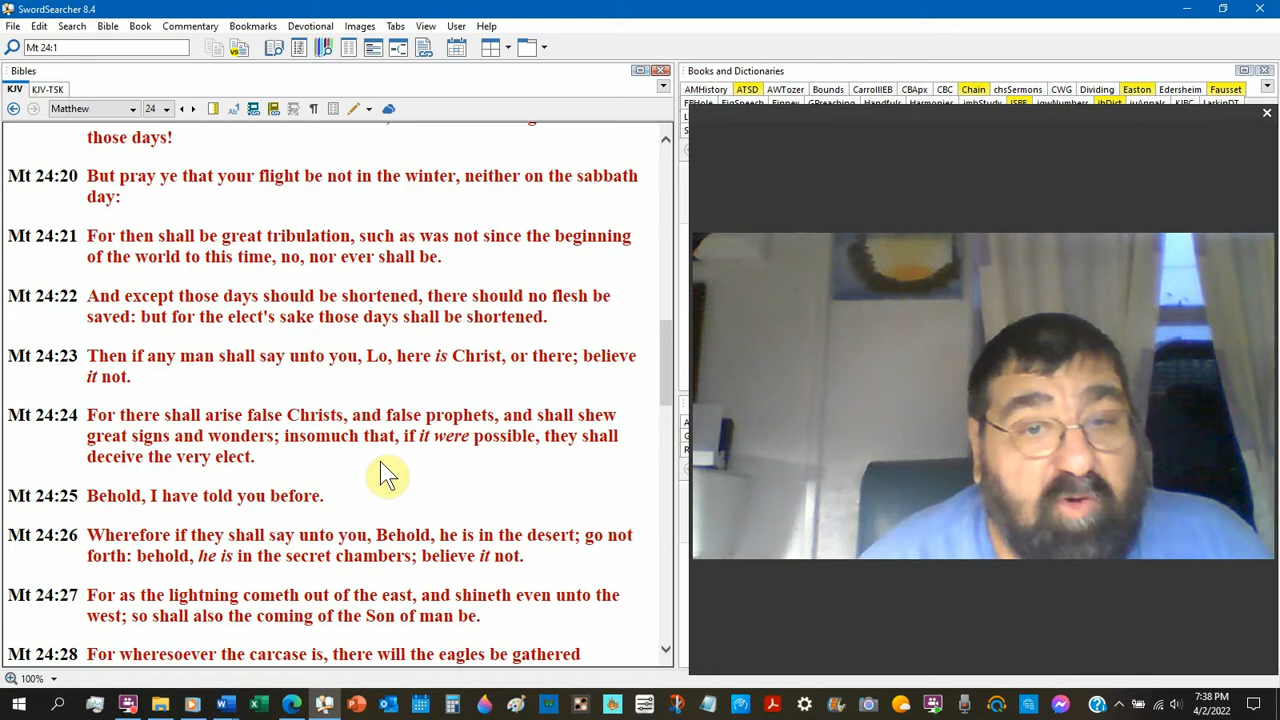 SwordSearcher 8.4
File Edit Search Bible Book Commentary Bookmarks Devotional Images Tabs View User Help
Mt 24:1
Bibles
KJV KJV-TSK
Matthew 24
those days!
Mt 24:20 But pray ye that your flight be not in the winter, neither on the sabbath
day:
Mt 24:21 For then shall be great tribulation, such as was not since the beginning
of the world to this time, no, nor ever shall be.
Mt 24:22 And except those days should be shortened, there should no flesh be
saved: but for the elect's sake those days shall be shortened.
Mt 24:23 Then if any man shall say unto you, Lo, here is Christ, or there; believe
it not.
Mt 24:24 For there shall arise false Christs, and false prophets, and shall shew
great signs and wonders; insomuch that, if it were possible, they shall
deceive the very elect.
Mt 24:25 Behold, I have told you before.
Mt 24:26 Wherefore if they shall say unto you, Behold, he is in the desert; go not
forth: behold, he is in the secret chambers; believe it not.
Mt 24:27 For as the lightning cometh out of the east, and shineth even unto the
west; so shall also the coming of the Son of man be.
Mt 24:28 For wheresoever the carcase is, there will the eagles be gathered
100%
Books and Dictionaries
AMHistory ATSD AWTozer Bounds CarrollIEB CBApx CBC Chain chsSermons CWG Dividing Easton Edersheim Fausset
7:38 PM
4/2/2022